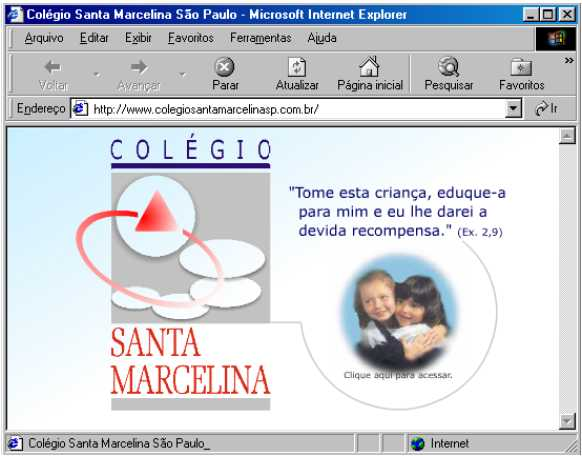 Colégio Santa Marcelina São Paulo - Microsoft Internet Explorer
Arquivo Editar Exibir Favoritos Ferramentas Ajuda
Voltar Avançar Parar Atualizar Página inicial Pesquisar Favoritos »
Endereço http://www.colegiosantamarcelinasp.com.br/ Ir
COLÉGIO
"Tome esta criança, eduque-a
para mim e eu lhe darei a
devida recompensa." (Ex. 2,9)
SANTA
MARCELINA
Clique aqui para acessar.
Colégio Santa Marcelina São Paulo_ Internet